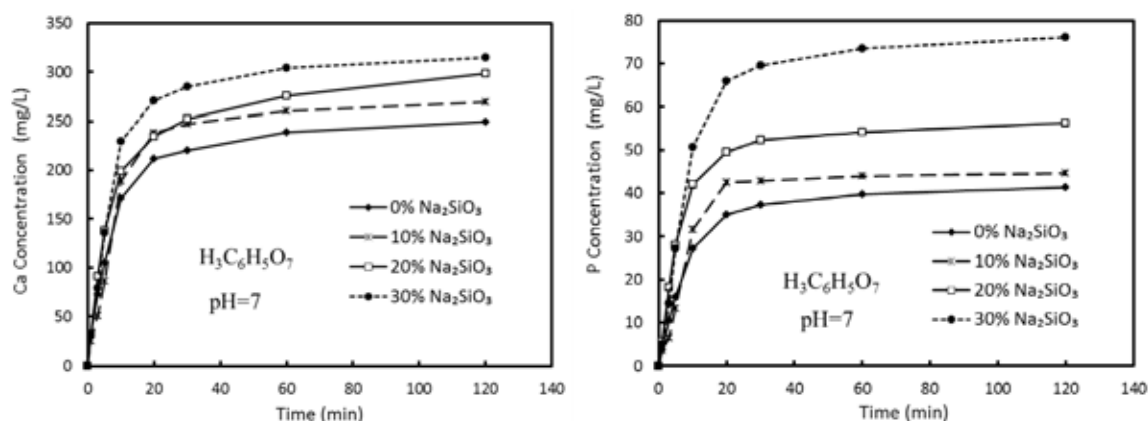 350
300
250
200
150
100
50
0
Ca Concentration (mg/L)
0 20 40 60 80 100 120 140
Time (min)
H₃C₆H₅O₇
pH=7
0% Na₂SiO₃
10% Na₂SiO₃
20% Na₂SiO₃
30% Na₂SiO₃
80
70
60
50
40
30
20
10
0
P Concentration (mg/L)
0 20 40 60 80 100 120 140
Time (min)
H₃C₆H₅O₇
pH=7
0% Na₂SiO₃
10% Na₂SiO₃
20% Na₂SiO₃
30% Na₂SiO₃